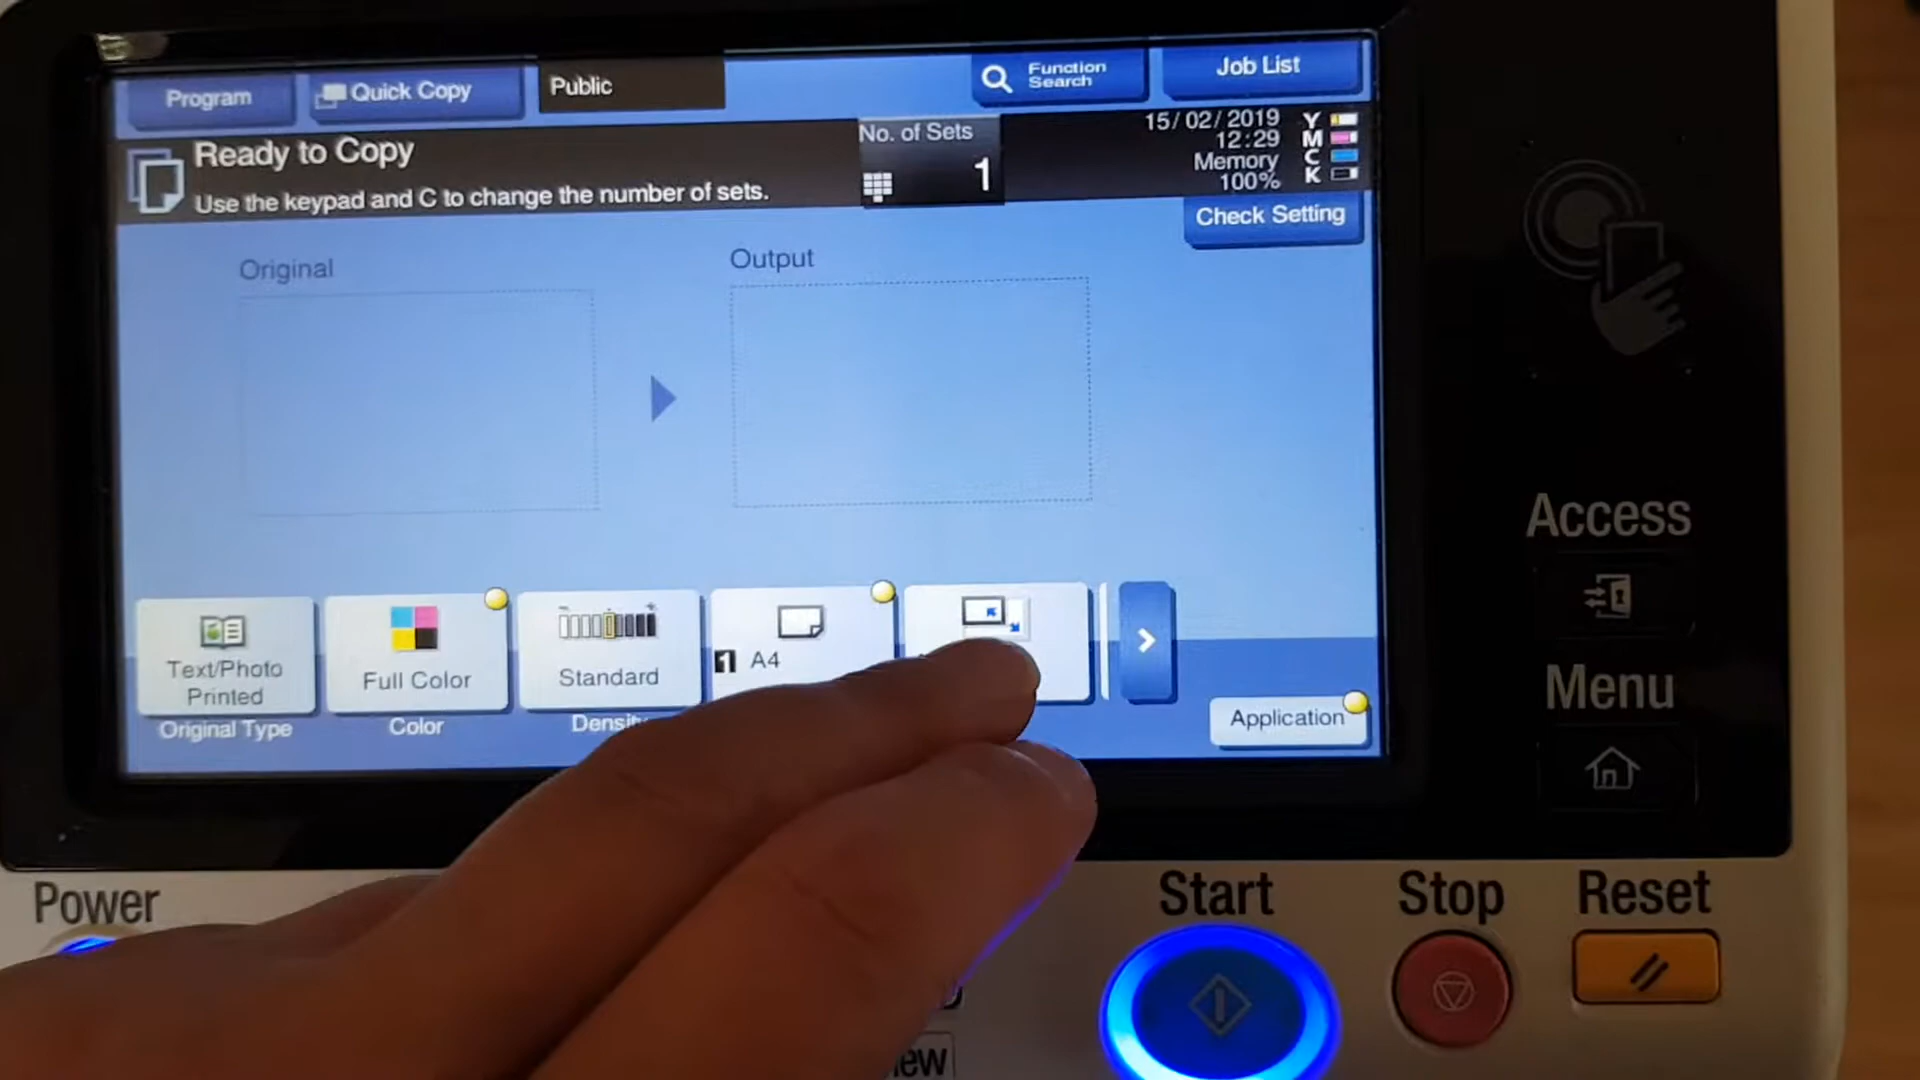 Program
Quick Copy
Public
Function
Search
Job List
Ready to Copy
Use the keypad and C to change the number of sets.
No. of Sets
1
15/02/2019
12:29
Memory
100%
Y
M
C
K
Check Setting
Original
Output
Text/Photo
Printed
Original Type
Full Color
Color
Standard
Density
1 A4
Application
Access
Menu
Power
Start
Stop
Reset